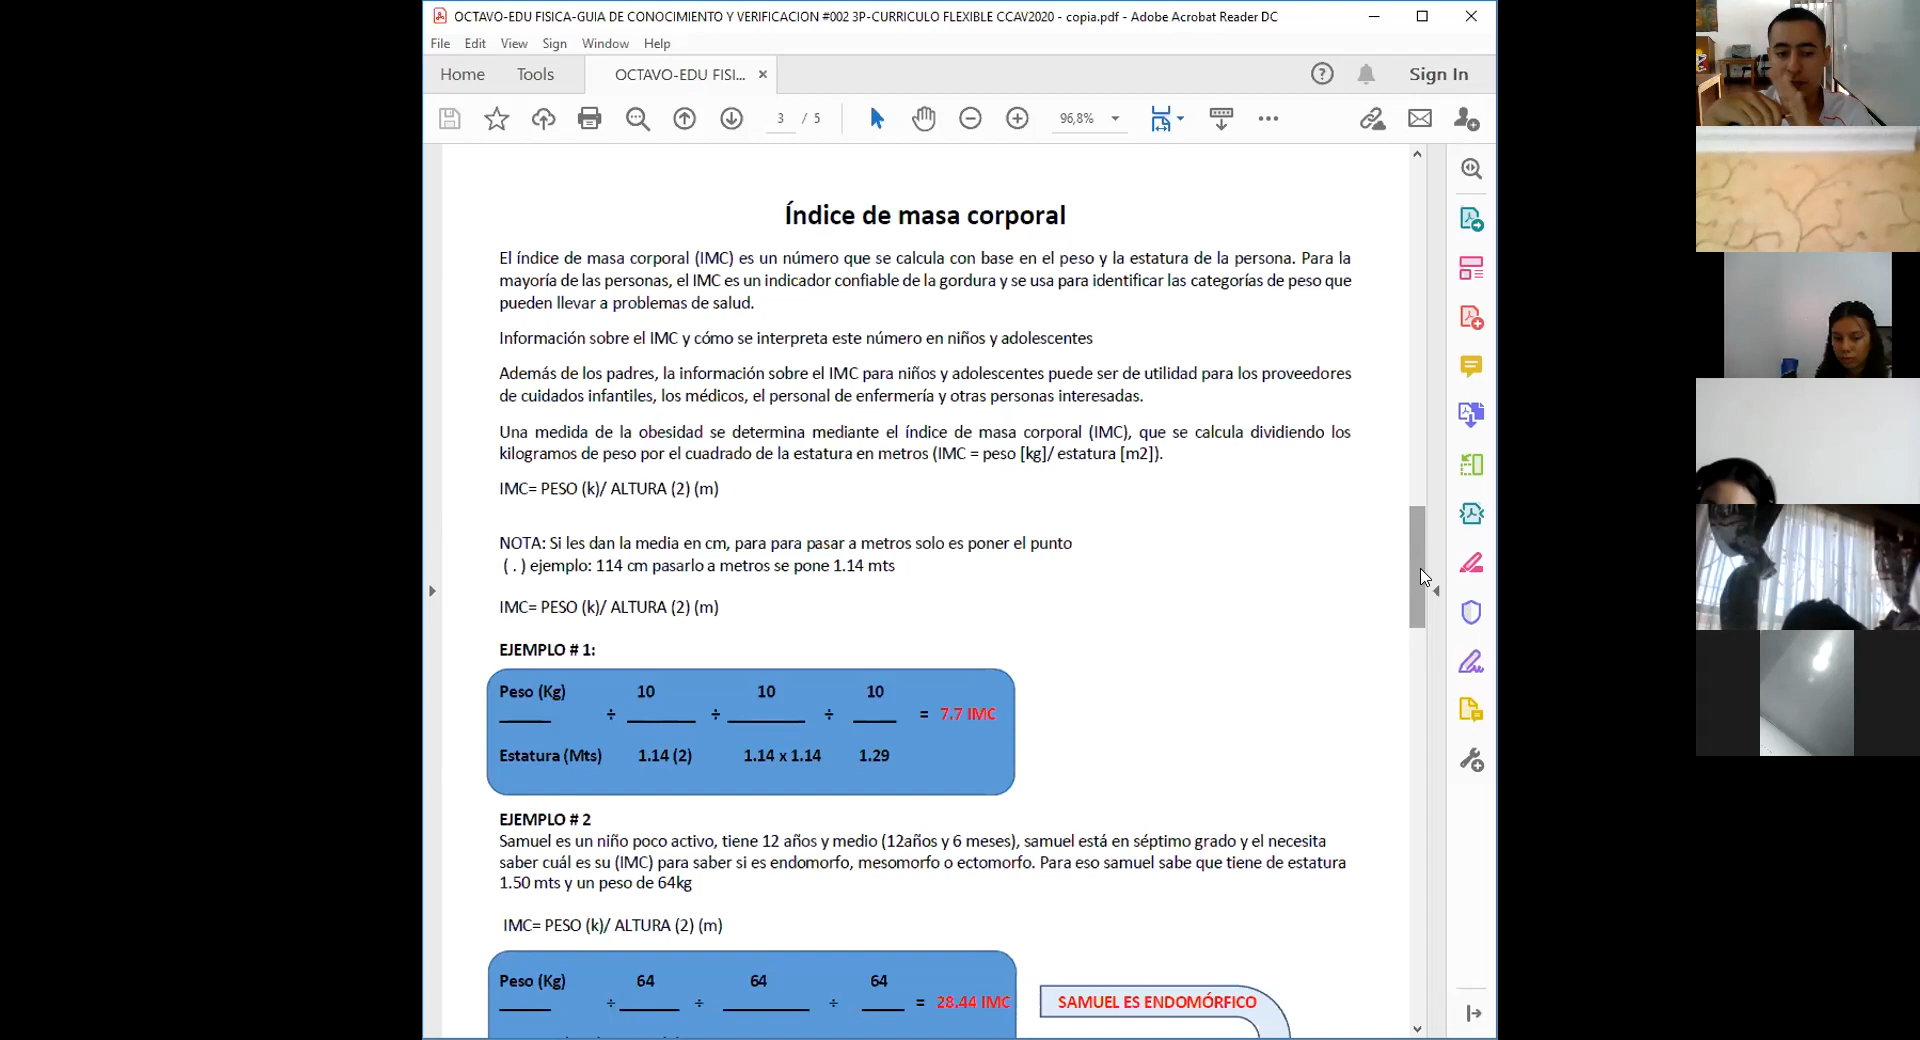 OCTAVO-EDU FISICA-GUIA DE CONOCIMIENTO Y VERIFICACION #002 3P-CURRICULO FLEXIBLE CCAV2020 - copia.pdf - Adobe Acrobat Reader DC
File Edit View Sign Window Help
Home Tools OCTAVO-EDU FISI... × Sign In
3 / 5 96,8%
Índice de masa corporal
El índice de masa corporal (IMC) es un número que se calcula con base en el peso y la estatura de la persona. Para la
mayoría de las personas, el IMC es un indicador confiable de la gordura y se usa para identificar las categorías de peso que
pueden llevar a problemas de salud.
Información sobre el IMC y cómo se interpreta este número en niños y adolescentes
Además de los padres, la información sobre el IMC para niños y adolescentes puede ser de utilidad para los proveedores
de cuidados infantiles, los médicos, el personal de enfermería y otras personas interesadas.
Una medida de la obesidad se determina mediante el índice de masa corporal (IMC), que se calcula dividiendo los
kilogramos de peso por el cuadrado de la estatura en metros (IMC = peso [kg]/ estatura [m2]).
IMC= PESO (k)/ ALTURA (2) (m)
NOTA: Si les dan la media en cm, para para pasar a metros solo es poner el punto
( . ) ejemplo: 114 cm pasarlo a metros se pone 1.14 mts
IMC= PESO (k)/ ALTURA (2) (m)
EJEMPLO # 1:
Peso (Kg) 10 10 10
÷ ÷ ÷ = 7.7 IMC
Estatura (Mts) 1.14 (2) 1.14 x 1.14 1.29
EJEMPLO # 2
Samuel es un niño poco activo, tiene 12 años y medio (12años y 6 meses), samuel está en séptimo grado y el necesita
saber cuál es su (IMC) para saber si es endomorfo, mesomorfo o ectomorfo. Para eso samuel sabe que tiene de estatura
1.50 mts y un peso de 64kg
IMC= PESO (k)/ ALTURA (2) (m)
Peso (Kg) 64 64 64
÷ ÷ ÷ = 28.44 IMC
SAMUEL ES ENDOMÓRFICO